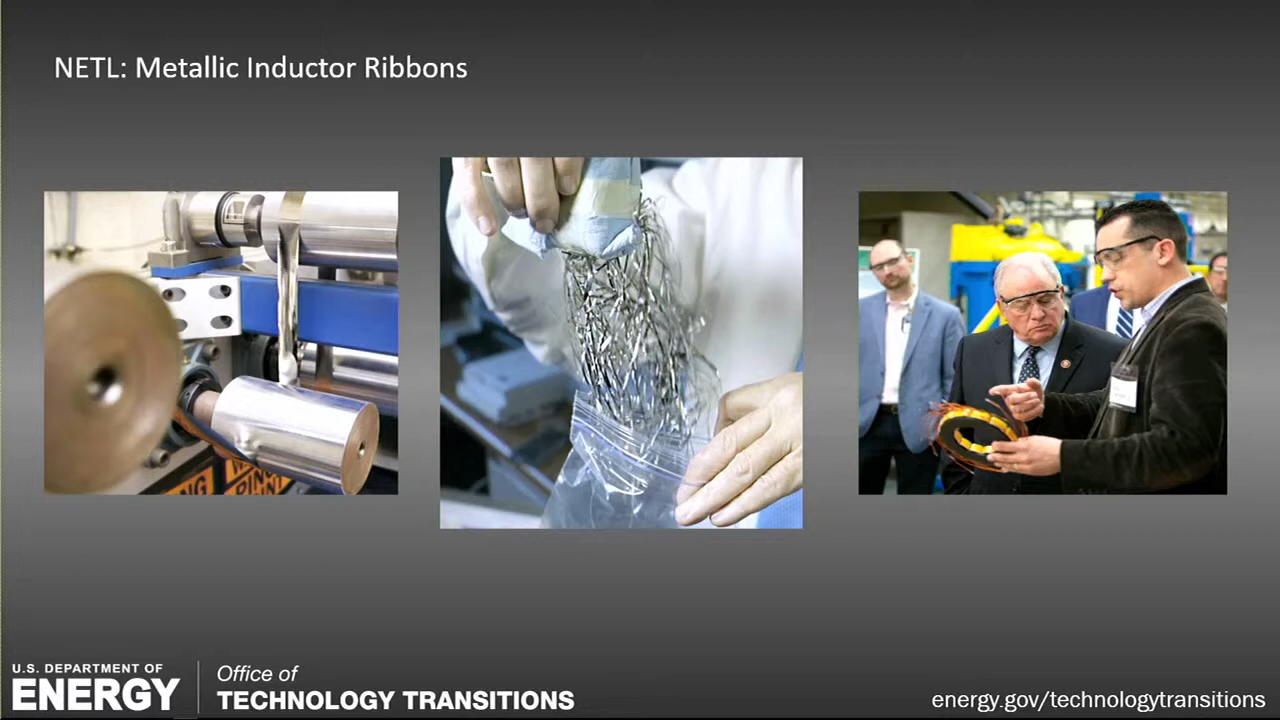 NETL: Metallic Inductor Ribbons
U.S. DEPARTMENT OF
ENERGY
Office of
TECHNOLOGY TRANSITIONS
energy.gov/technologytransitions